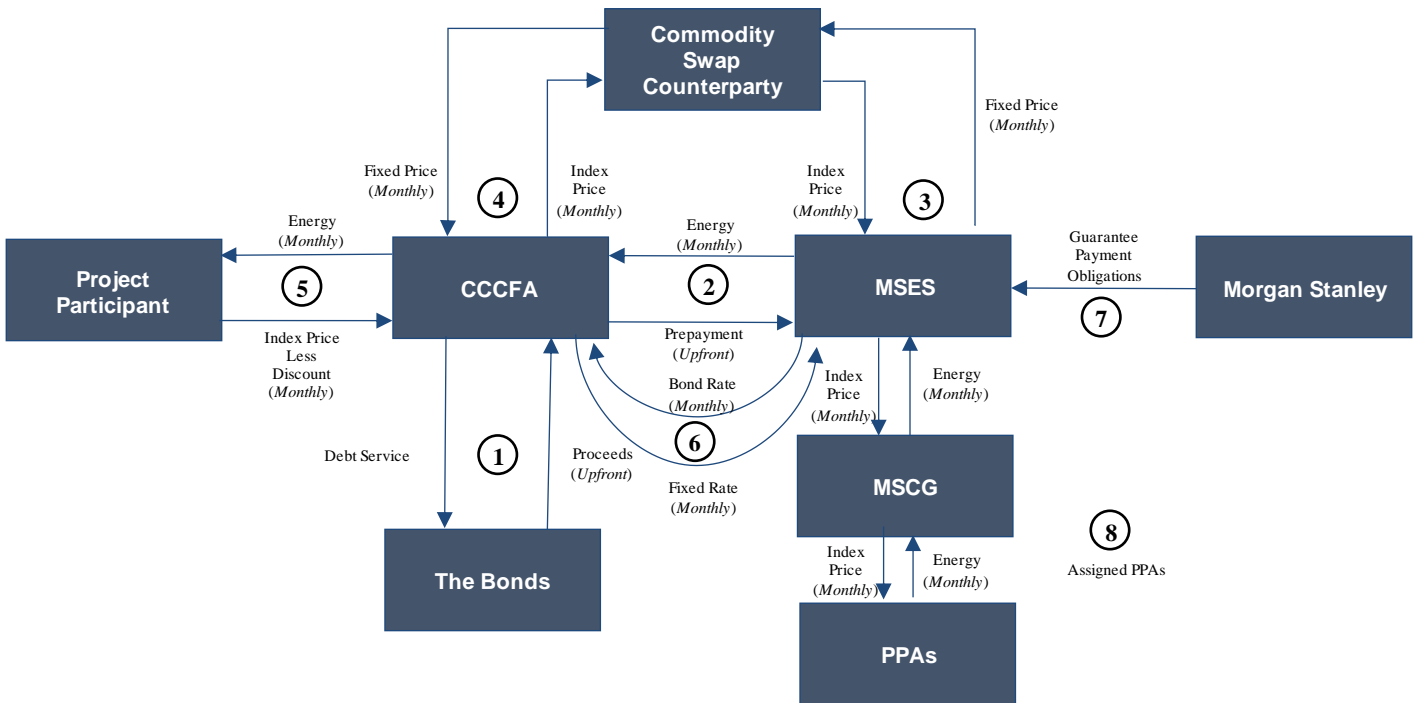 Commodity
Swap
Counterparty
Fixed Price
(Monthly)
Fixed Price
(Monthly)
4
Index
Price
(Monthly)
Index
Price
(Monthly)
3
Energy
(Monthly)
Energy
(Monthly)
Guarantee
Payment
Obligations
Project
Participant
5
CCCFA
2
MSES
7
Morgan Stanley
Index Price
Less
Discount
(Monthly)
Prepayment
(Upfront)
Bond Rate
(Monthly)
Index
Price
(Monthly)
Energy
(Monthly)
Debt Service
1
Proceeds
(Upfront)
6
Fixed Rate
(Monthly)
MSCG
8
Assigned PPAs
The Bonds
Index
Price
(Monthly)
Energy
(Monthly)
PPAs